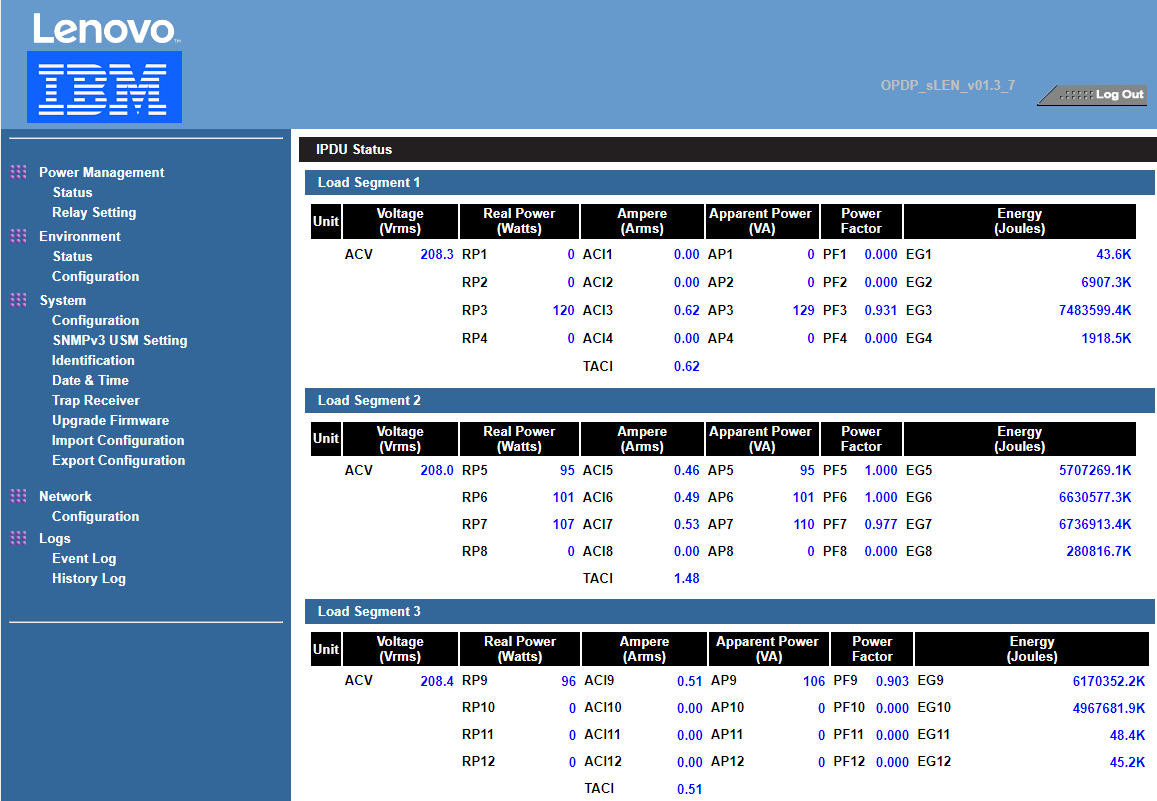 Lenovo™
IBM
OPDP_sLEN_v01.3_7
Log Out
Power Management
Status
Relay Setting
Environment
Status
Configuration
System
Configuration
SNMPv3 USM Setting
Identification
Date & Time
Trap Receiver
Upgrade Firmware
Import Configuration
Export Configuration
Network
Configuration
Logs
Event Log
History Log
IPDU Status
Load Segment 1
Unit Voltage (Vrms) Real Power (Watts) Ampere (Arms) Apparent Power (VA) Power Factor Energy (Joules)
ACV 208.3 RP1 0 ACI1 0.00 AP1 0 PF1 0.000 EG1 43.6K
RP2 0 ACI2 0.00 AP2 0 PF2 0.000 EG2 6907.3K
RP3 120 ACI3 0.62 AP3 129 PF3 0.931 EG3 7483599.4K
RP4 0 ACI4 0.00 AP4 0 PF4 0.000 EG4 1918.5K
TACI 0.62
Load Segment 2
Unit Voltage (Vrms) Real Power (Watts) Ampere (Arms) Apparent Power (VA) Power Factor Energy (Joules)
ACV 208.0 RP5 95 ACI5 0.46 AP5 95 PF5 1.000 EG5 5707269.1K
RP6 101 ACI6 0.49 AP6 101 PF6 1.000 EG6 6630577.3K
RP7 107 ACI7 0.53 AP7 110 PF7 0.977 EG7 6736913.4K
RP8 0 ACI8 0.00 AP8 0 PF8 0.000 EG8 280816.7K
TACI 1.48
Load Segment 3
Unit Voltage (Vrms) Real Power (Watts) Ampere (Arms) Apparent Power (VA) Power Factor Energy (Joules)
ACV 208.4 RP9 96 ACI9 0.51 AP9 106 PF9 0.903 EG9 6170352.2K
RP10 0 ACI10 0.00 AP10 0 PF10 0.000 EG10 4967681.9K
RP11 0 ACI11 0.00 AP11 0 PF11 0.000 EG11 48.4K
RP12 0 ACI12 0.00 AP12 0 PF12 0.000 EG12 45.2K
TACI 0.51